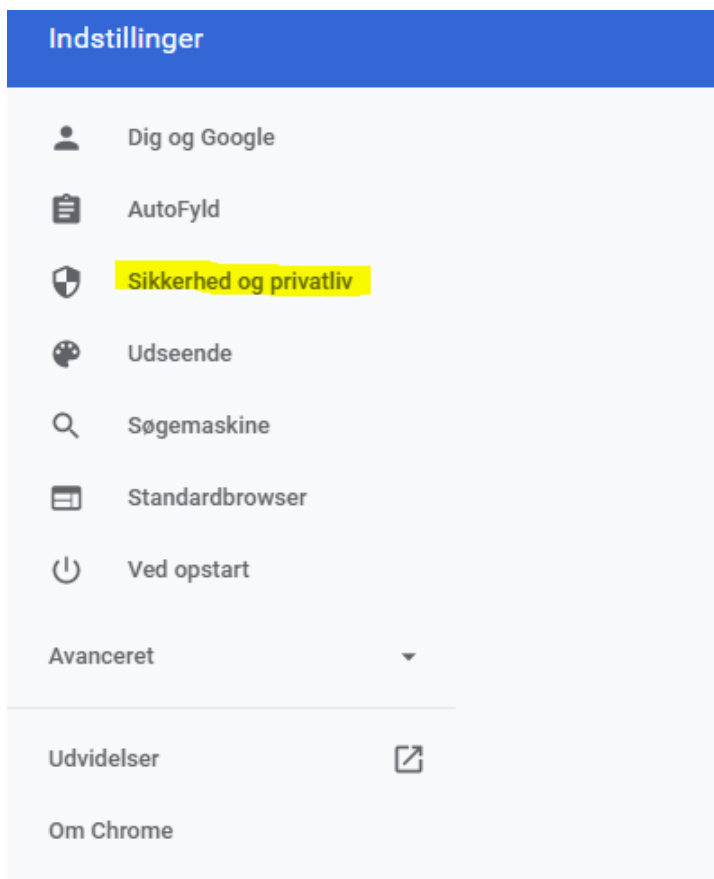 Indstillinger
Dig og Google
AutoFyld
Sikkerhed og privatliv
Udseende
Søgemaskine
Standardbrowser
Ved opstart
Avanceret
Udvidelser
Om Chrome